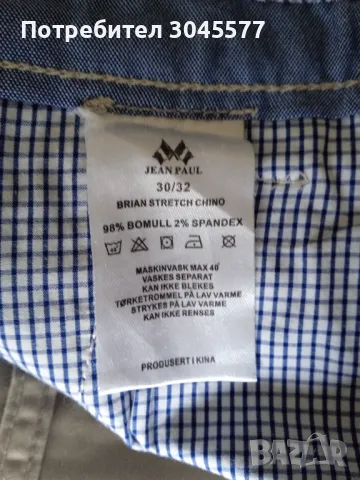 Потребител 3045577
JEAN PAUL
30/32
BRIAN STRETCH CHINO
98% BOMULL 2% SPANDEX
MASKINVASK MAX 40°
VASKES SEPARAT
KAN IKKE BLEKES
TØRKETROMMEL PÅ LAV VARME
STRYKES PÅ LAV VARME
KAN IKKE RENSES
PRODUSERT I KINA
BAZAR